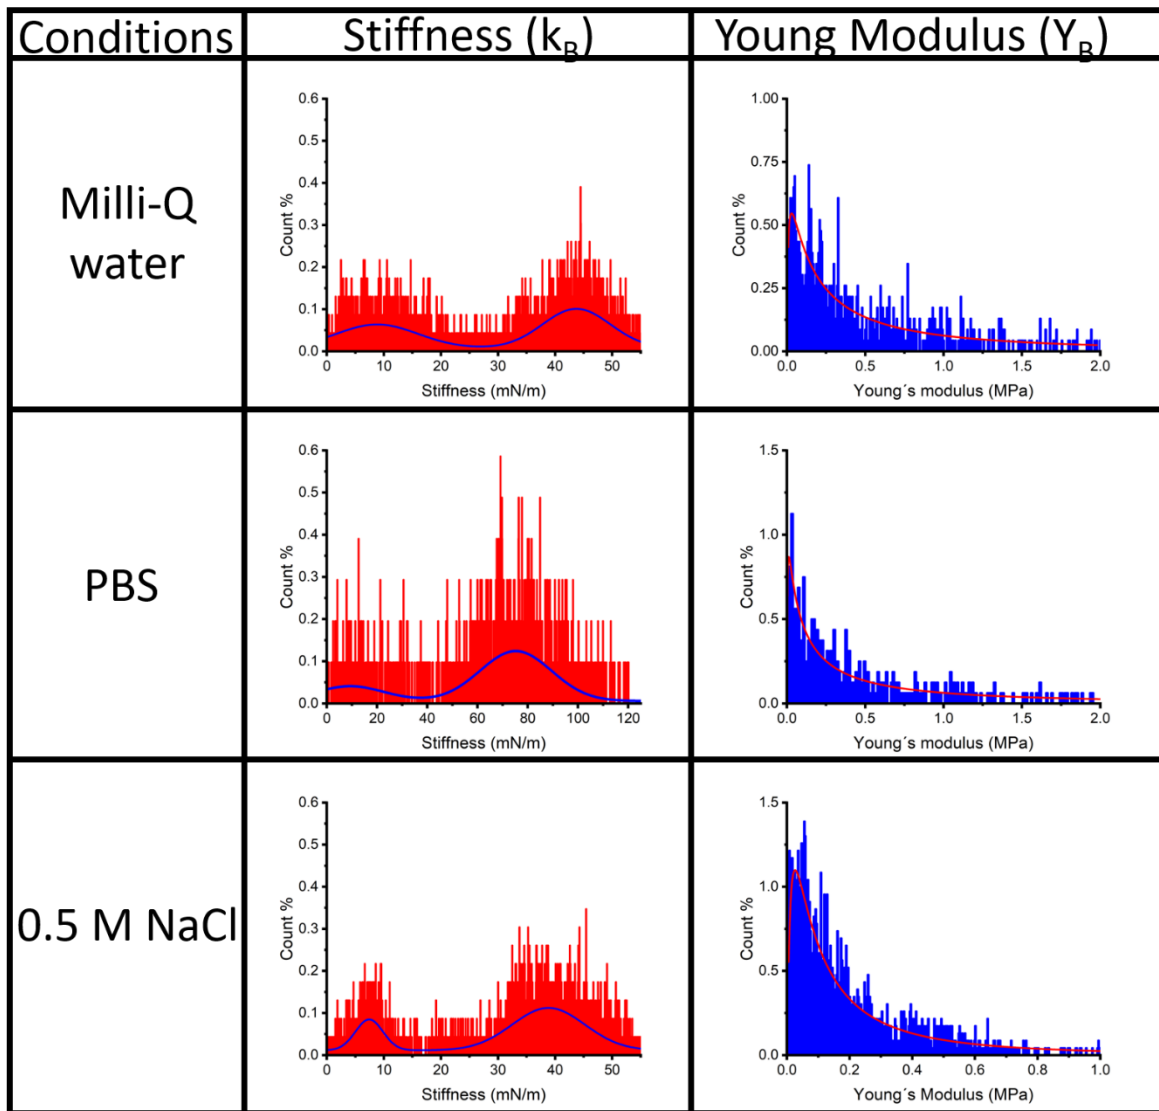 Conditions
Stiffness (k_B)
Young Modulus (Y_B)
Milli-Q
water
0.6
0.5
0.4
0.3
0.2
0.1
0.0
Count %
0 10 20 30 40 50
Stiffness (mN/m)
1.00
0.75
0.50
0.25
0.00
Count %
0.0 0.5 1.0 1.5 2.0
Young´s modulus (MPa)
PBS
0.6
0.5
0.4
0.3
0.2
0.1
0.0
Count %
0 20 40 60 80 100 120
Stiffness (mN/m)
1.5
1.0
0.5
0.0
Count %
0.0 0.5 1.0 1.5 2.0
Young´s modulus (MPa)
0.5 M NaCl
0.6
0.5
0.4
0.3
0.2
0.1
0.0
Count %
0 10 20 30 40 50
Stiffness (mN/m)
1.5
1.0
0.5
0.0
Count %
0.0 0.2 0.4 0.6 0.8 1.0
Young´s Modulus (MPa)